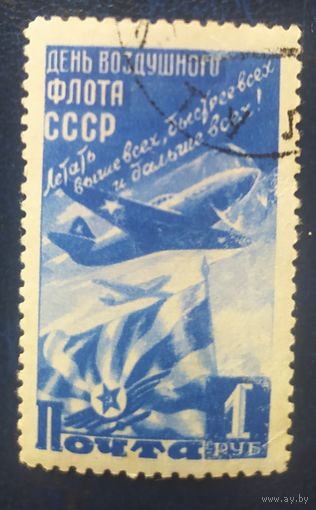 ДЕНЬ ВОЗДУШНОГО
ФЛОТА
СССР
Летать
выше всех, быстрее всех
и дальше всех!
Почта
1
РУБ
www.ay.by